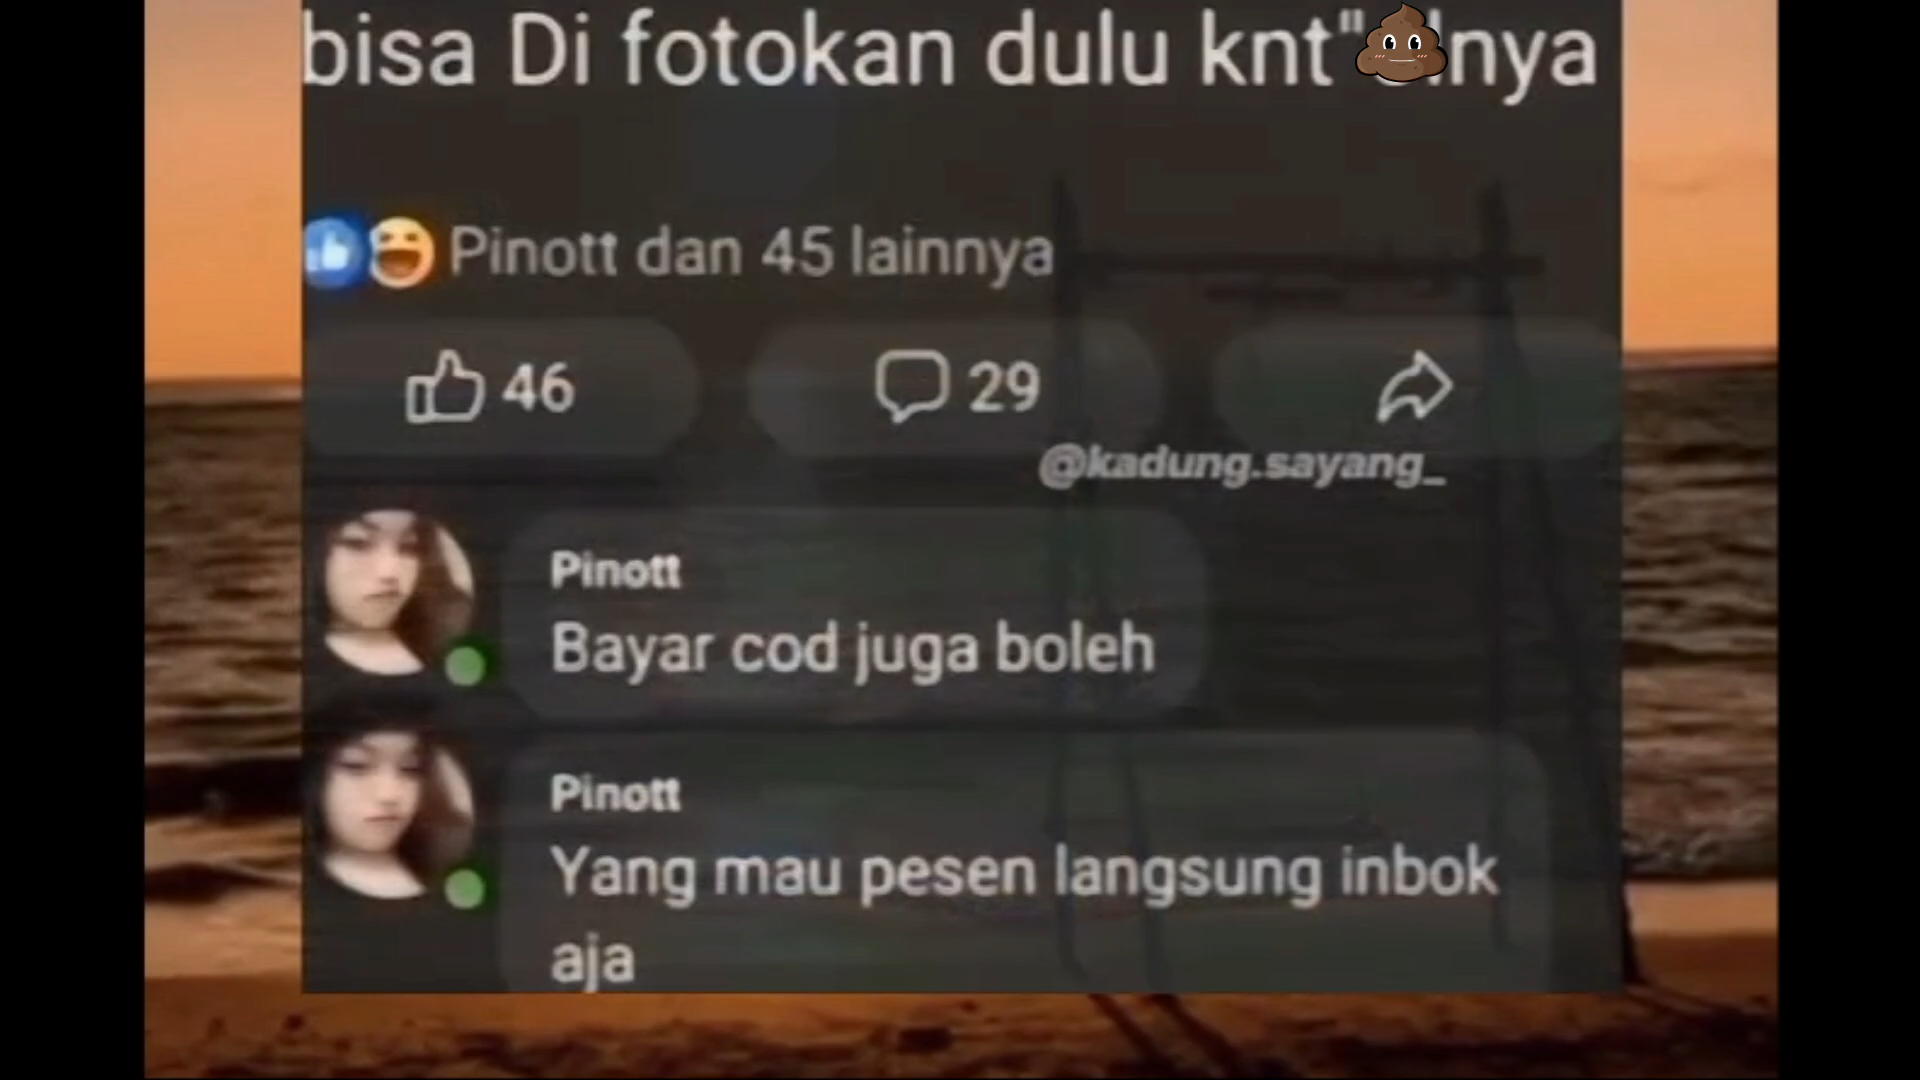 bisa Di fotokan dulu knt" lnya
Pinott dan 45 lainnya
46 29
@kadung.sayang_
Pinott
Bayar cod juga boleh
Pinott
Yang mau pesen langsung inbok
aja